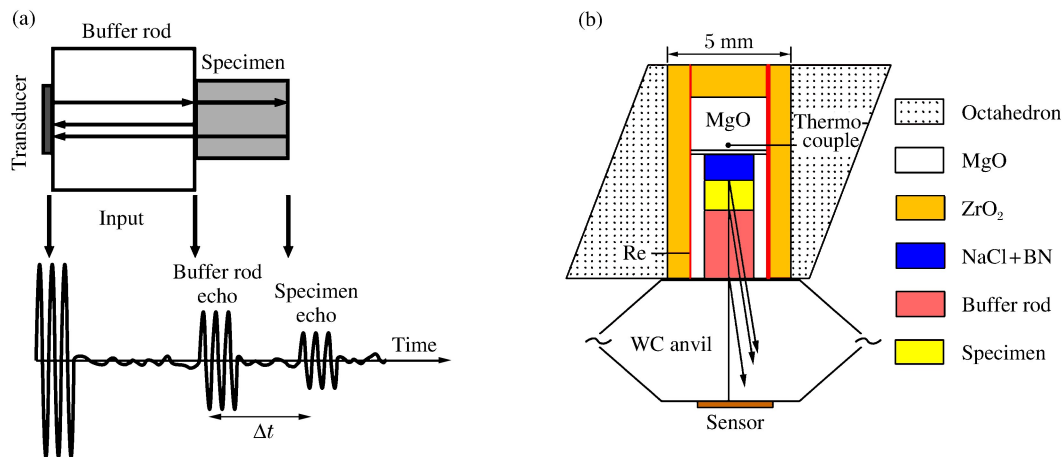 (a)
Buffer rod
Specimen
Transducer
Input
Buffer rod
echo
Specimen
echo
Time
Δt
(b)
5 mm
MgO
Thermo-
couple
Re
WC anvil
Sensor
Octahedron
MgO
ZrO₂
NaCl+BN
Buffer rod
Specimen